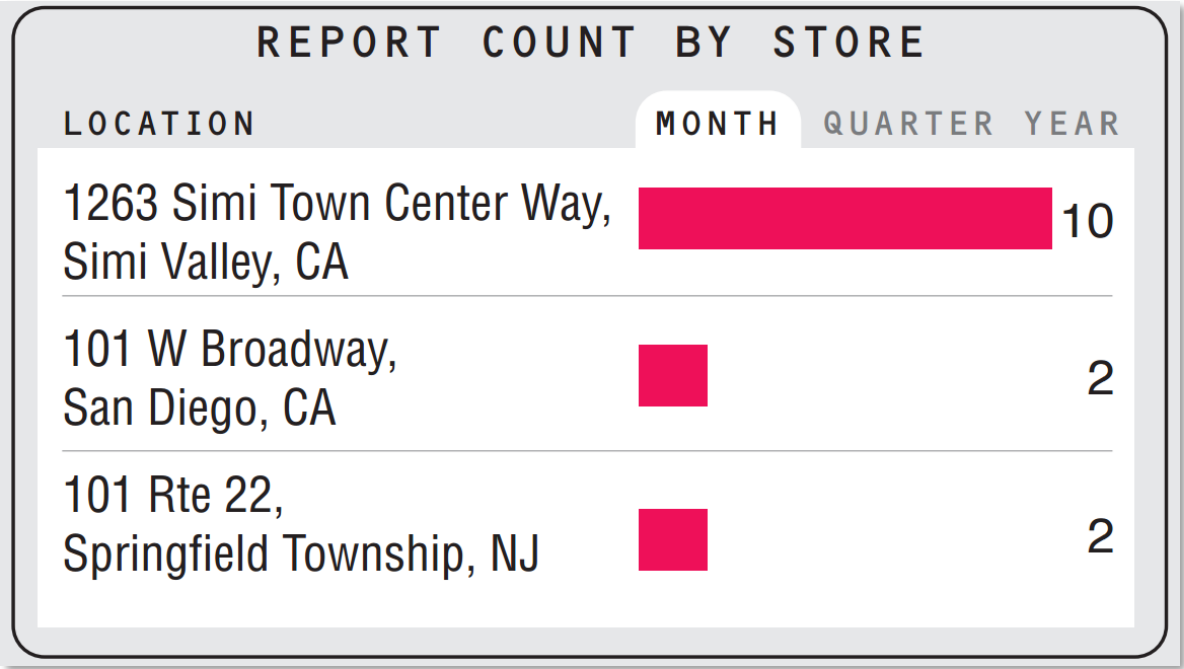 REPORT COUNT BY STORE
LOCATION MONTH QUARTER YEAR
1263 Simi Town Center Way,
Simi Valley, CA
10
101 W Broadway,
San Diego, CA
2
101 Rte 22,
Springfield Township, NJ
2